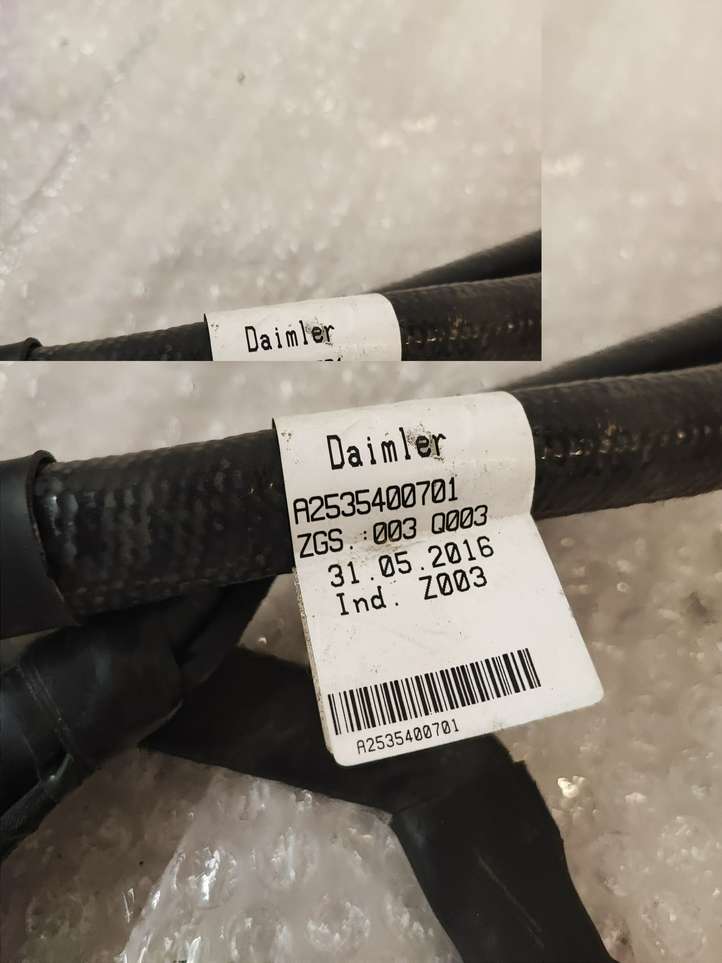 Daimler
Daimler
A2535400701
ZGS.:003 Q003
31.05.2016
Ind. Z003
A2535400701